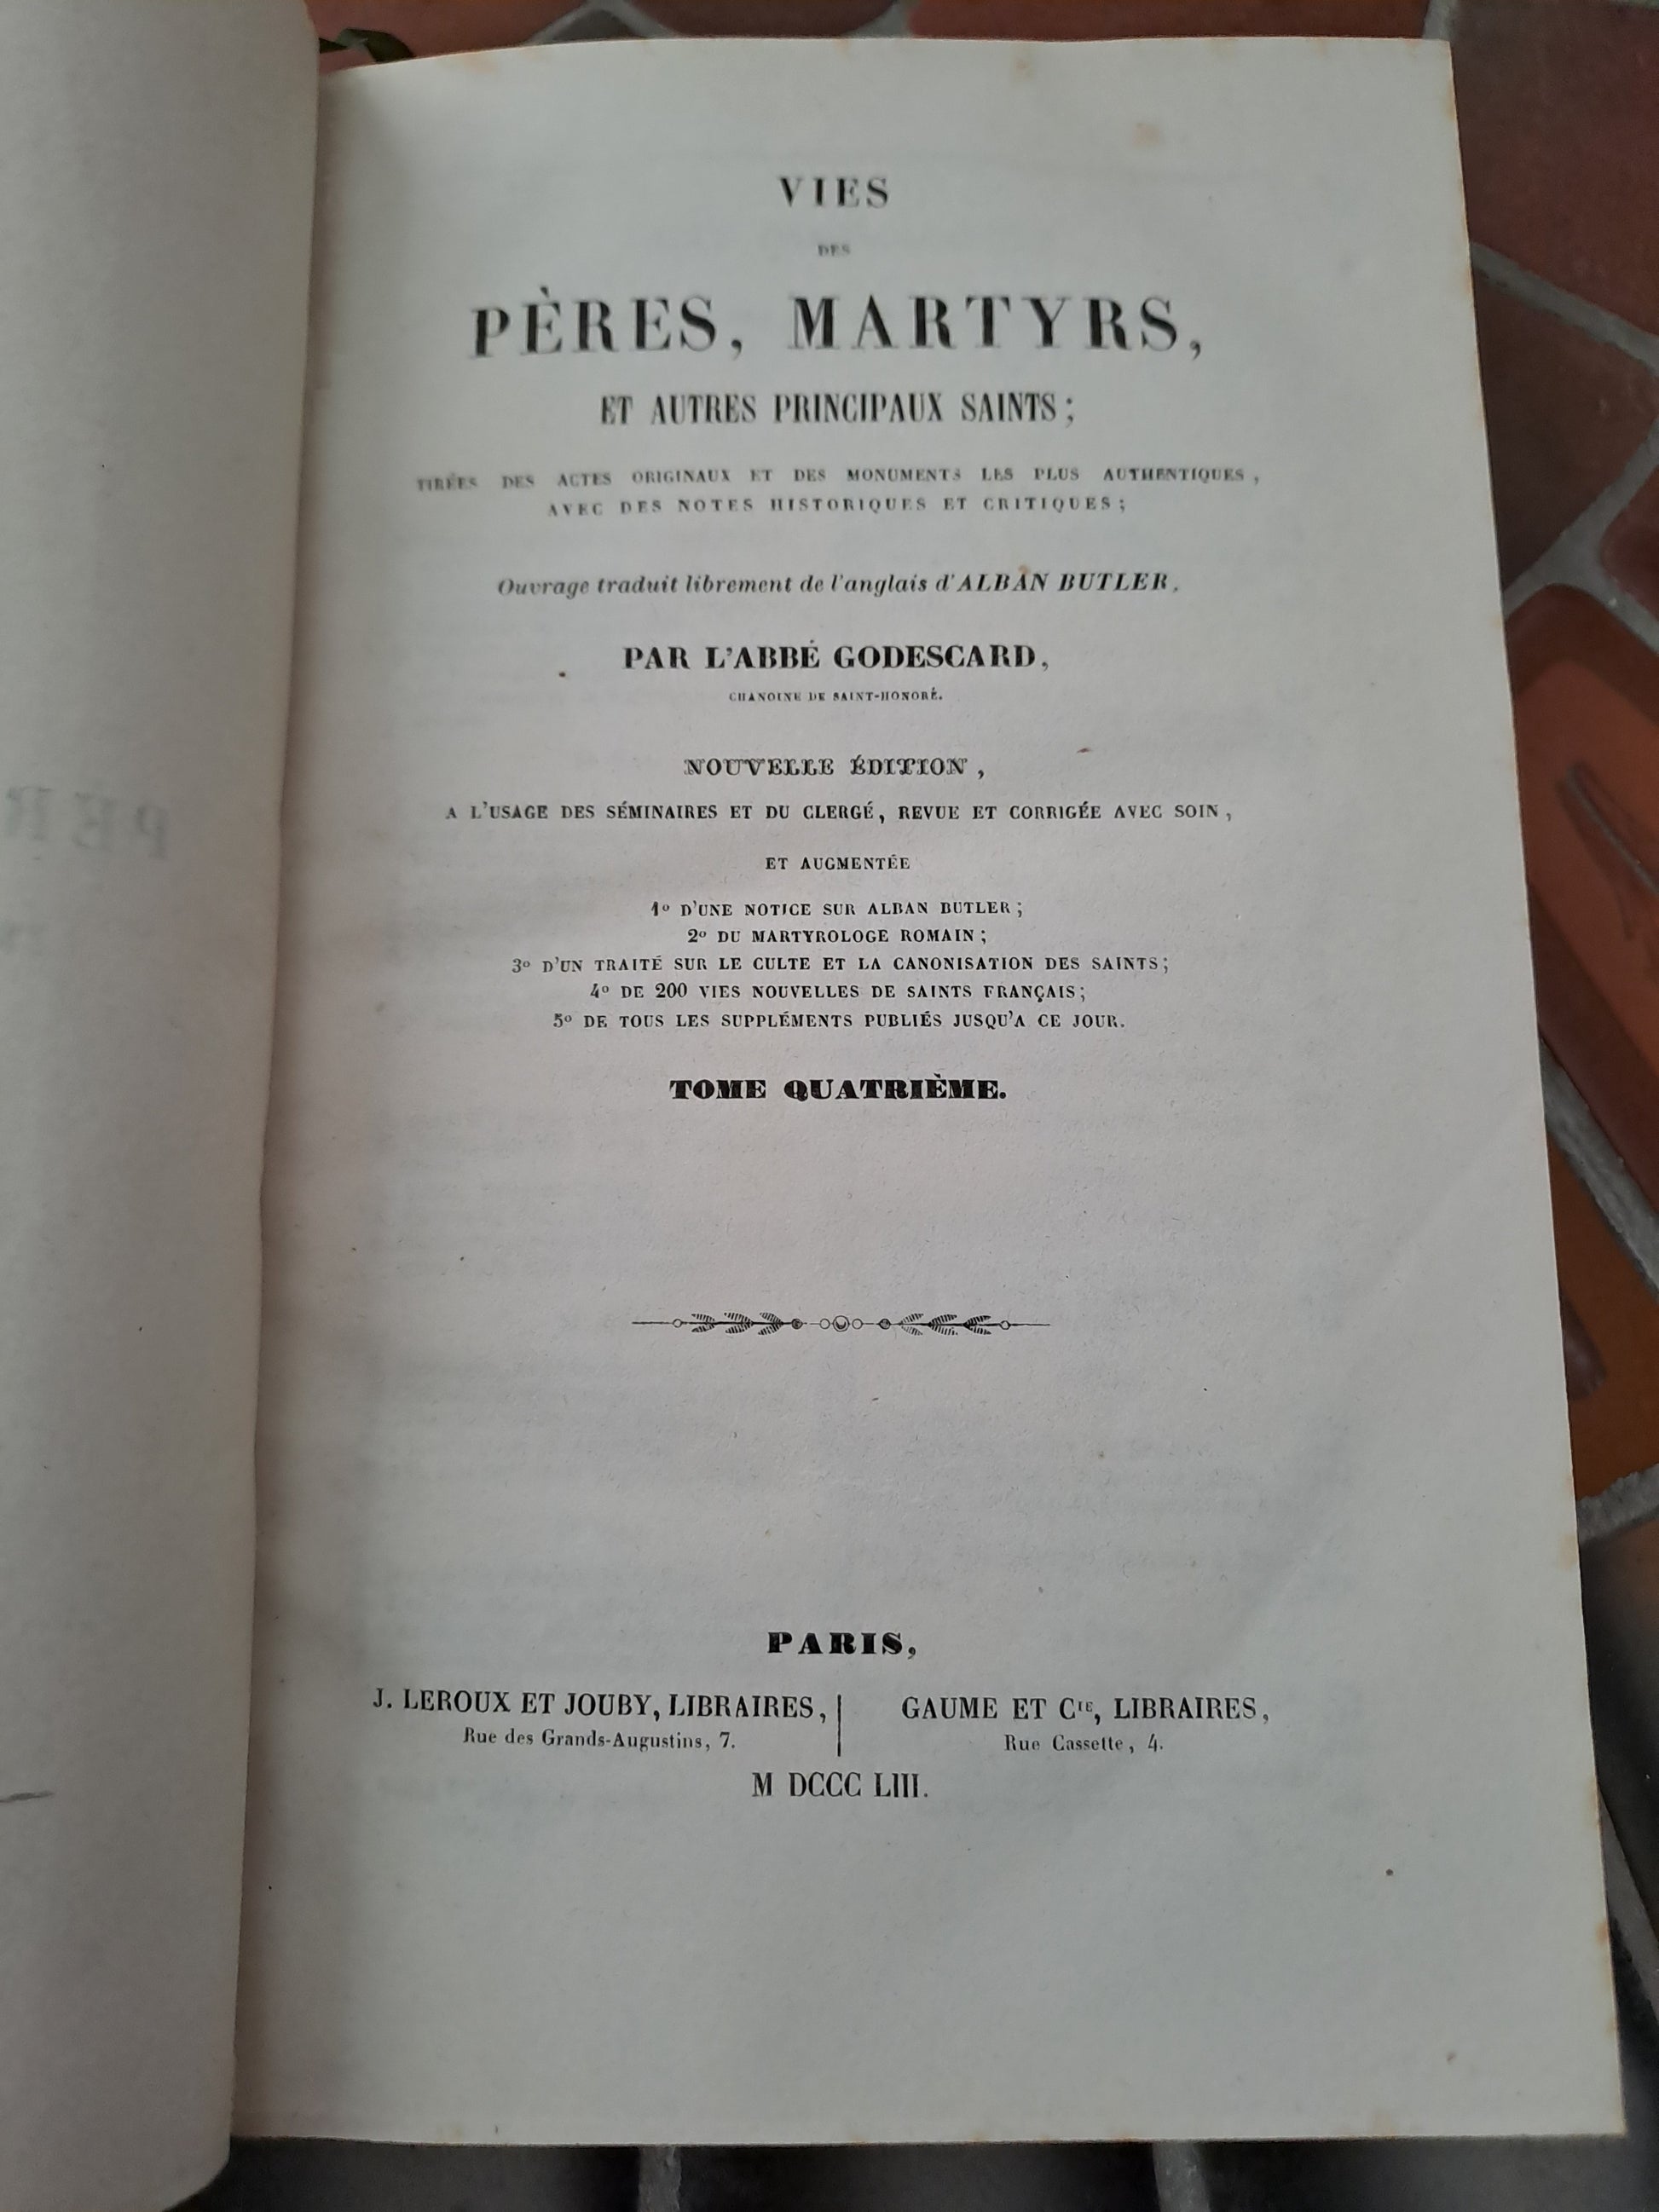 VIES
DES
PÈRES, MARTYRS,
ET AUTRES PRINCIPAUX SAINTS;
TIRÉES DES ACTES ORIGINAUX ET DES MONUMENTS LES PLUS AUTHENTIQUES,
AVEC DES NOTES HISTORIQUES ET CRITIQUES;
Ouvrage traduit librement de l'anglais d'ALBAN BUTLER,
PAR L'ABBÉ GODESCARD,
CHANOINE DE SAINT-HONORÉ.
NOUVELLE ÉDITION,
A L'USAGE DES SÉMINAIRES ET DU CLERGÉ, REVUE ET CORRIGÉE AVEC SOIN,
ET AUGMENTÉE
1º D'UNE NOTICE SUR ALBAN BUTLER;
2º DU MARTYROLOGE ROMAIN;
3º D'UN TRAITÉ SUR LE CULTE ET LA CANONISATION DES SAINTS;
4º DE 200 VIES NOUVELLES DE SAINTS FRANÇAIS;
5º DE TOUS LES SUPPLÉMENTS PUBLIÉS JUSQU'A CE JOUR.
TOME QUATRIÈME.
PARIS,
J. LEROUX ET JOUBY, LIBRAIRES,
Rue des Grands-Augustins, 7.
GAUME ET Cie, LIBRAIRES,
Rue Cassette, 4.
M DCCC LIII.